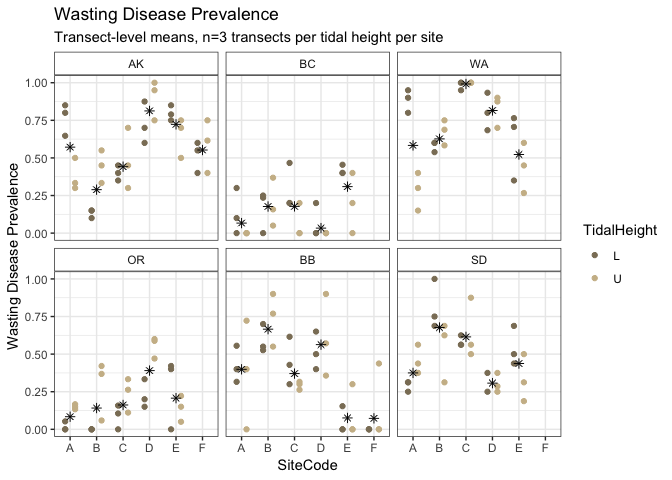 Wasting Disease Prevalence
Transect-level means, n=3 transects per tidal height per site
AK BC WA
1.00
0.75
0.50
0.25
0.00
OR BB SD
1.00
0.75
0.50
0.25
0.00
A B C D E F A B C D E F A B C D E F
SiteCode
Wasting Disease Prevalence
TidalHeight
L
U